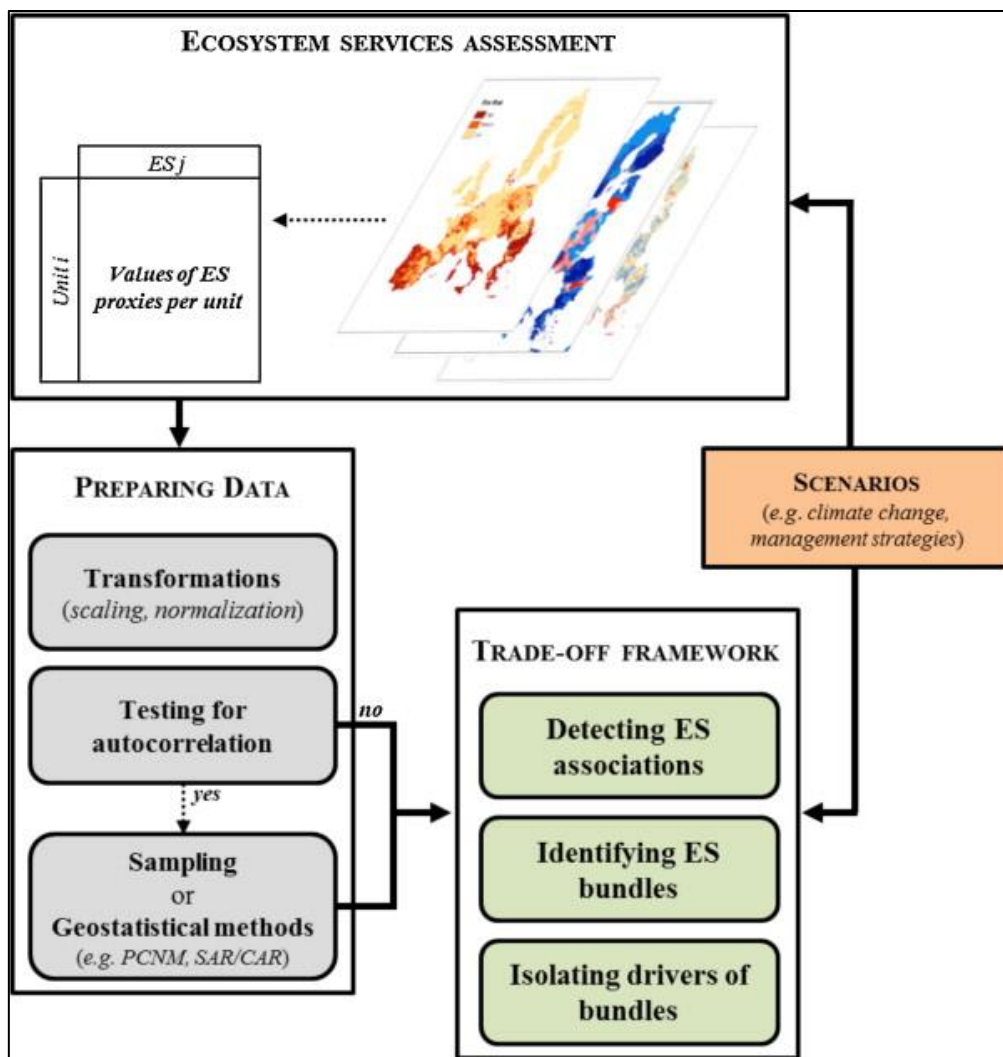 ECOSYSTEM SERVICES ASSESSMENT
ES j
Unit i
Values of ES
proxies per unit
PREPARING DATA
Transformations
(scaling, normalization)
Testing for
autocorrelation
no
yes
Sampling
or
Geostatistical methods
(e.g. PCNM, SAR/CAR)
SCENARIOS
(e.g. climate change,
management strategies)
TRADE-OFF FRAMEWORK
Detecting ES
associations
Identifying ES
bundles
Isolating drivers of
bundles